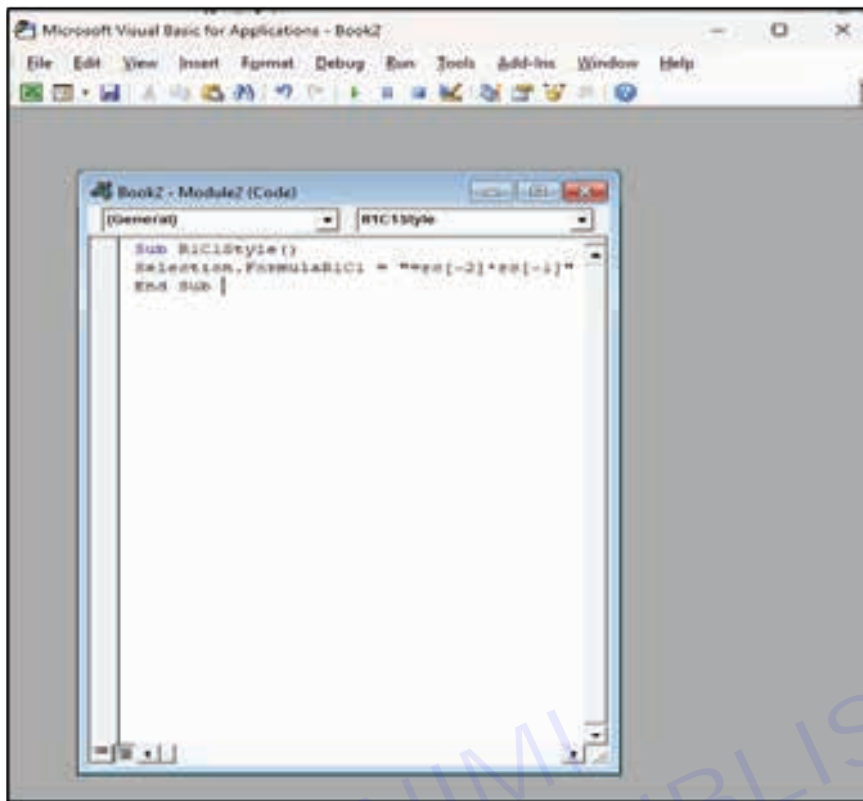 Microsoft Visual Basic for Applications - Book2
File Edit View Insert Format Debug Run Tools Add-Ins Window Help
Book2 - Module2 (Code)
(General) R1C1Style
Sub R1C1Style()
Selection.FormulaR1C1 = "=rc[-2]*rc[-1]"
End Sub